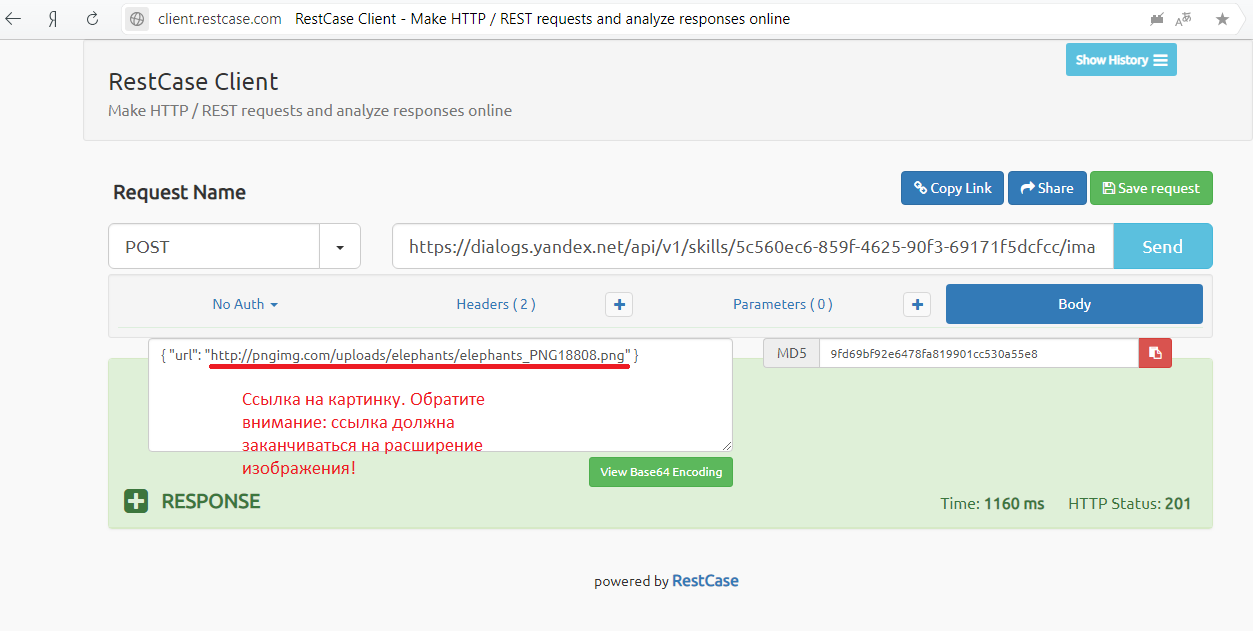 Я client.restcase.com RestCase Client - Make HTTP / REST requests and analyze responses online
Show History
RestCase Client
Make HTTP / REST requests and analyze responses online
Request Name
Copy Link
Share
Save request
POST
https://dialogs.yandex.net/api/v1/skills/5c560ec6-859f-4625-90f3-69171f5dcfcc/ima
Send
No Auth
Headers ( 2 )
+
Parameters ( 0 )
+
Body
{ "url": "http://pngimg.com/uploads/elephants/elephants_PNG18808.png" }
MD5
9fd69bf92e6478fa819901cc530a55e8
Ссылка на картинку. Обратите
внимание: ссылка должна
заканчиваться на расширение
изображения!
View Base64 Encoding
RESPONSE
Time: 1160 ms
HTTP Status: 201
powered by RestCase